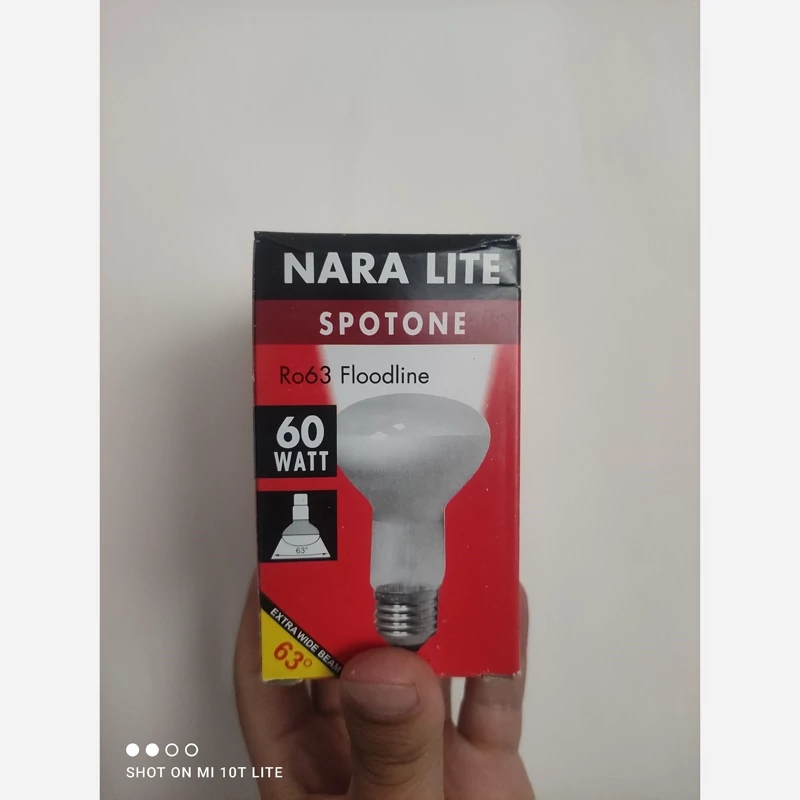 NARA LITE
SPOTONE
Ro63 Floodline
60
WATT
63°
EXTRA WIDE BEAM
63°
SHOT ON MI 10T LITE